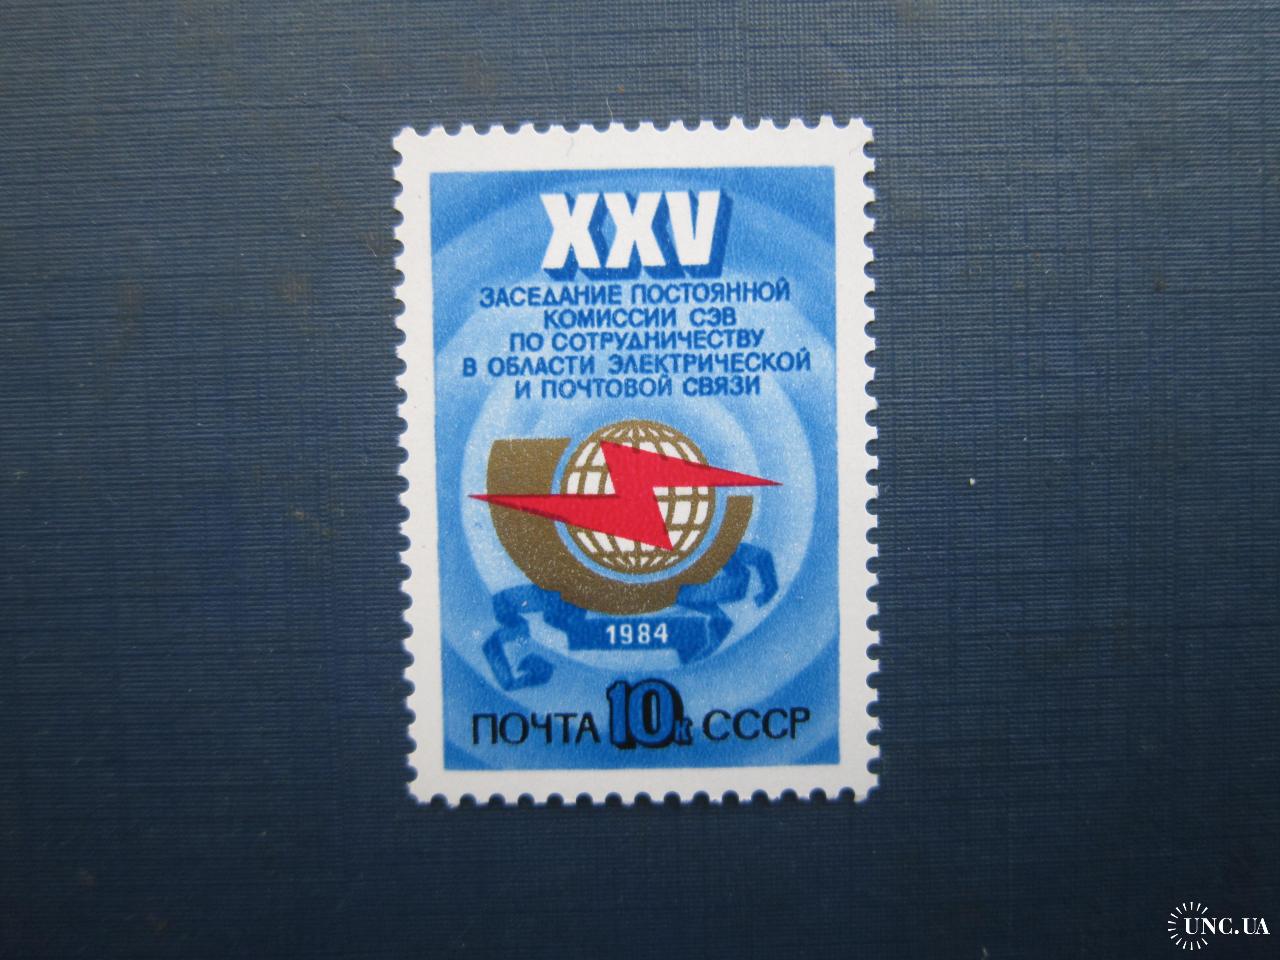 XXV
ЗАСЕДАНИЕ ПОСТОЯННОЙ
КОМИССИИ СЭВ
ПО СОТРУДНИЧЕСТВУ
В ОБЛАСТИ ЭЛЕКТРИЧЕСКОЙ
И ПОЧТОВОЙ СВЯЗИ
1984
ПОЧТА 10к СССР
UNC.UA